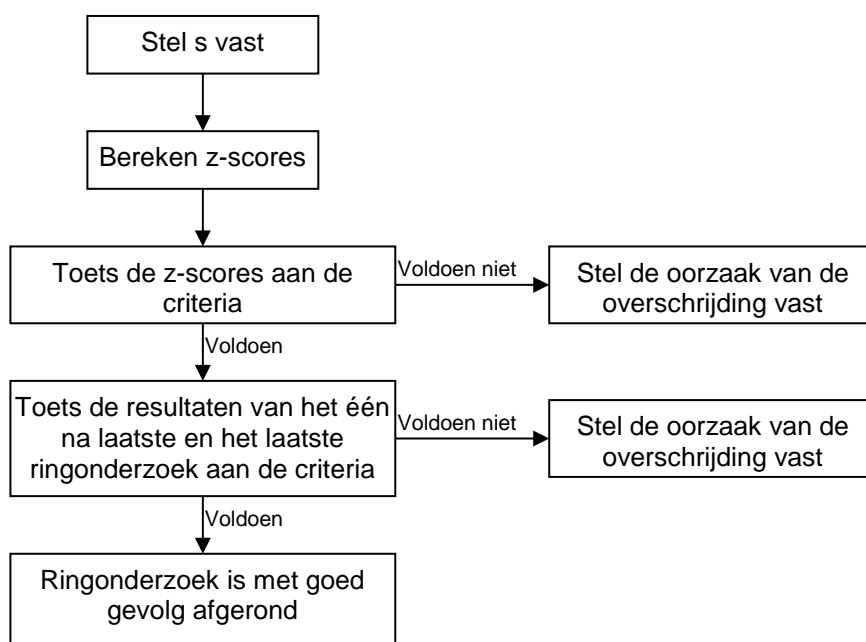 Stel s vast
Bereken z-scores
Toets de z-scores aan de
criteria
Voldoen niet
Stel de oorzaak van de
overschrijding vast
Voldoen
Toets de resultaten van het één
na laatste en het laatste
ringonderzoek aan de criteria
Voldoen niet
Stel de oorzaak van de
overschrijding vast
Voldoen
Ringonderzoek is met goed
gevolg afgerond